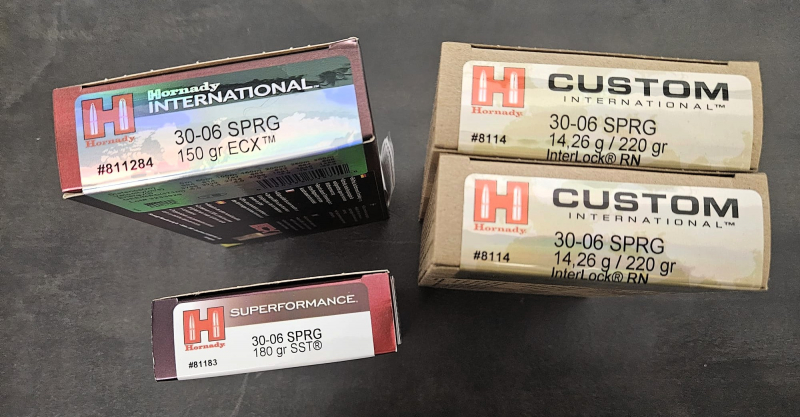 Hornady
INTERNATIONAL™
H
Hornady
30-06 SPRG
150 gr ECX™
#811284
H
Hornady
CUSTOM
INTERNATIONAL™
30-06 SPRG
14,26 g / 220 gr
InterLock® RN
#8114
H
Hornady
CUSTOM
INTERNATIONAL™
30-06 SPRG
14,26 g / 220 gr
InterLock® RN
#8114
H
Hornady
SUPERFORMANCE
30-06 SPRG
180 gr SST®
#81183